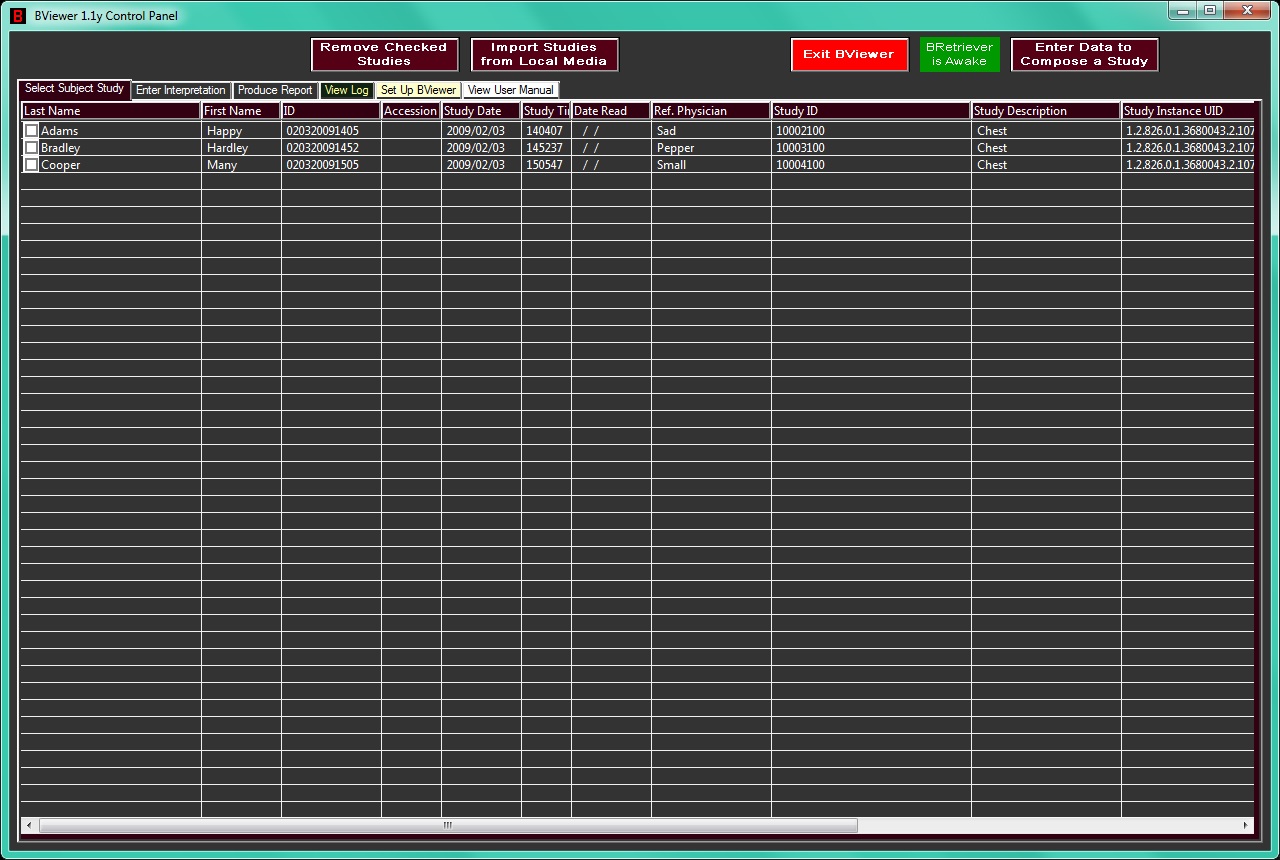 B BViewer 1.1y Control Panel
Remove Checked
Studies
Import Studies
from Local Media
Exit BViewer
BRetriever
is Awake
Enter Data to
Compose a Study
Select Subject Study Enter Interpretation Produce Report View Log Set Up BViewer View User Manual
Last Name First Name ID Accession Study Date Study Ti Date Read Ref. Physician Study ID Study Description Study Instance UID
Adams Happy 020320091405 2009/02/03 140407 / / Sad 10002100 Chest 1.2.826.0.1.3680043.2.107
Bradley Hardley 020320091452 2009/02/03 145237 / / Pepper 10003100 Chest 1.2.826.0.1.3680043.2.107
Cooper Many 020320091505 2009/02/03 150547 / / Small 10004100 Chest 1.2.826.0.1.3680043.2.107